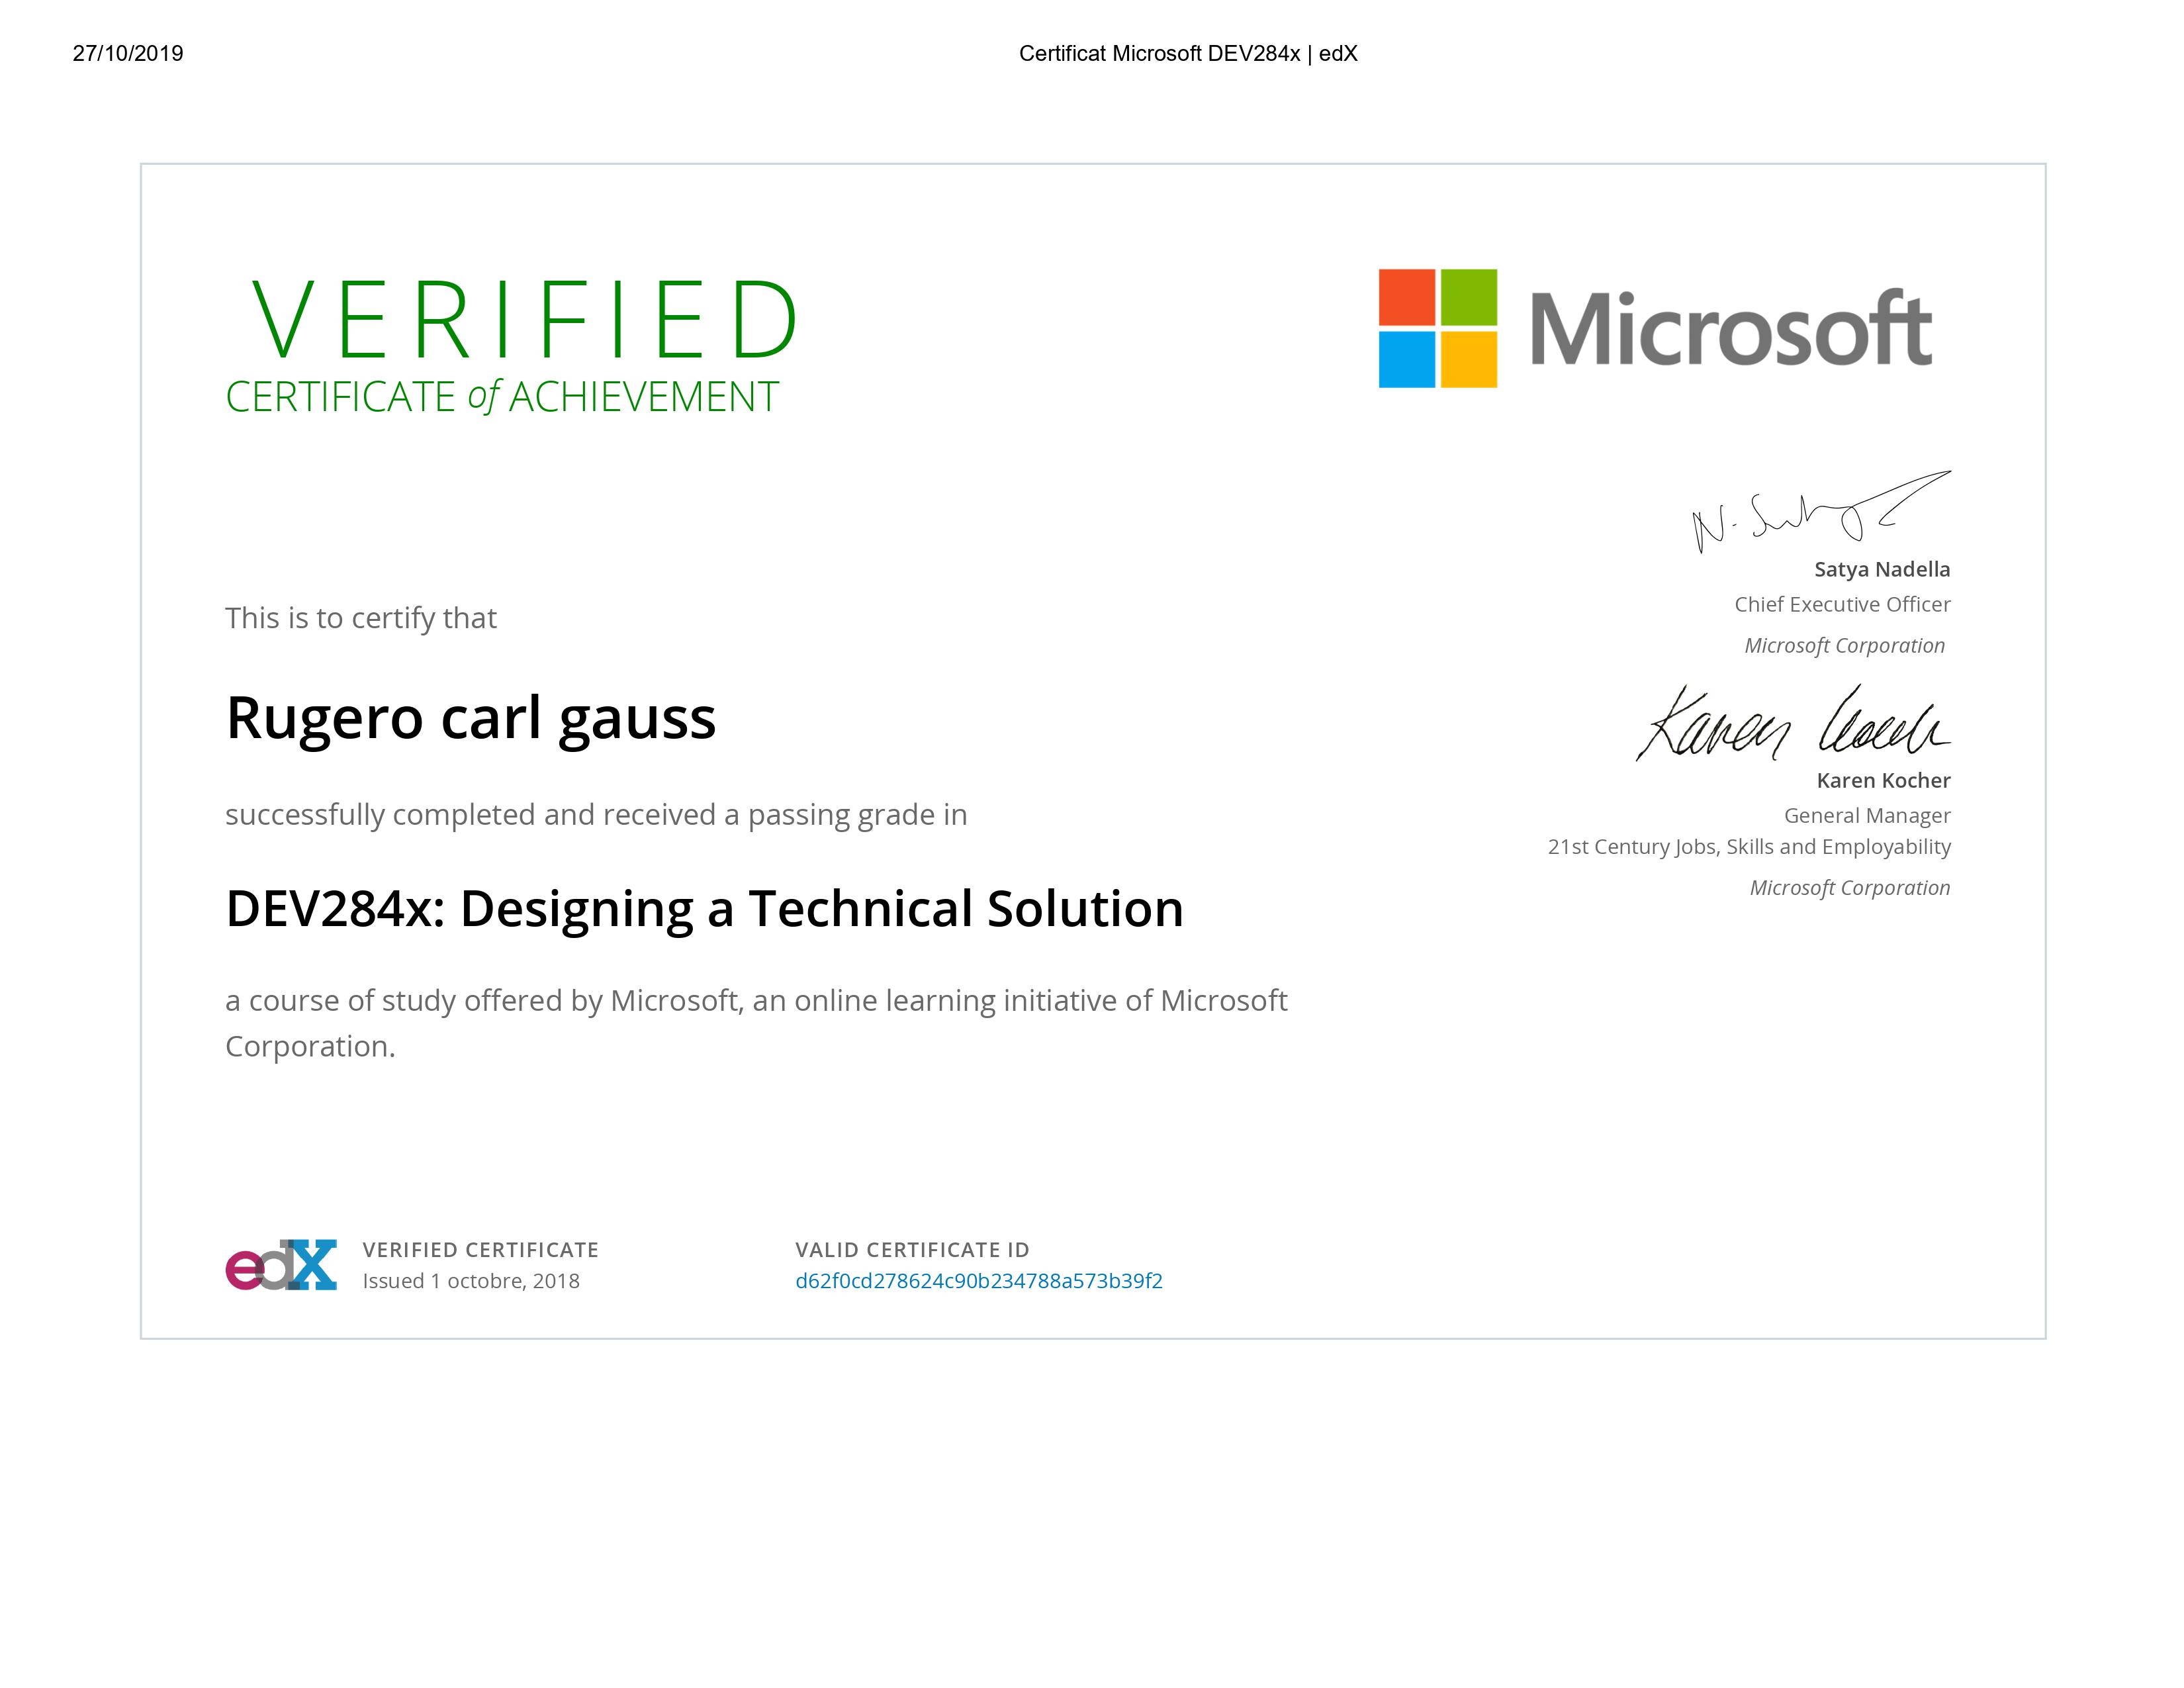 27/10/2019
Certificat Microsoft DEV284x | edX
VERIFIED
CERTIFICATE of ACHIEVEMENT
Microsoft
N. Satya
Satya Nadella
Chief Executive Officer
Microsoft Corporation
This is to certify that
Rugero carl gauss
successfully completed and received a passing grade in
DEV284x: Designing a Technical Solution
a course of study offered by Microsoft, an online learning initiative of Microsoft
Corporation.
Karen Kocher
Karen Kocher
General Manager
21st Century Jobs, Skills and Employability
Microsoft Corporation
edX
VERIFIED CERTIFICATE
Issued 1 octobre, 2018
VALID CERTIFICATE ID
d62f0cd278624c90b234788a573b39f2